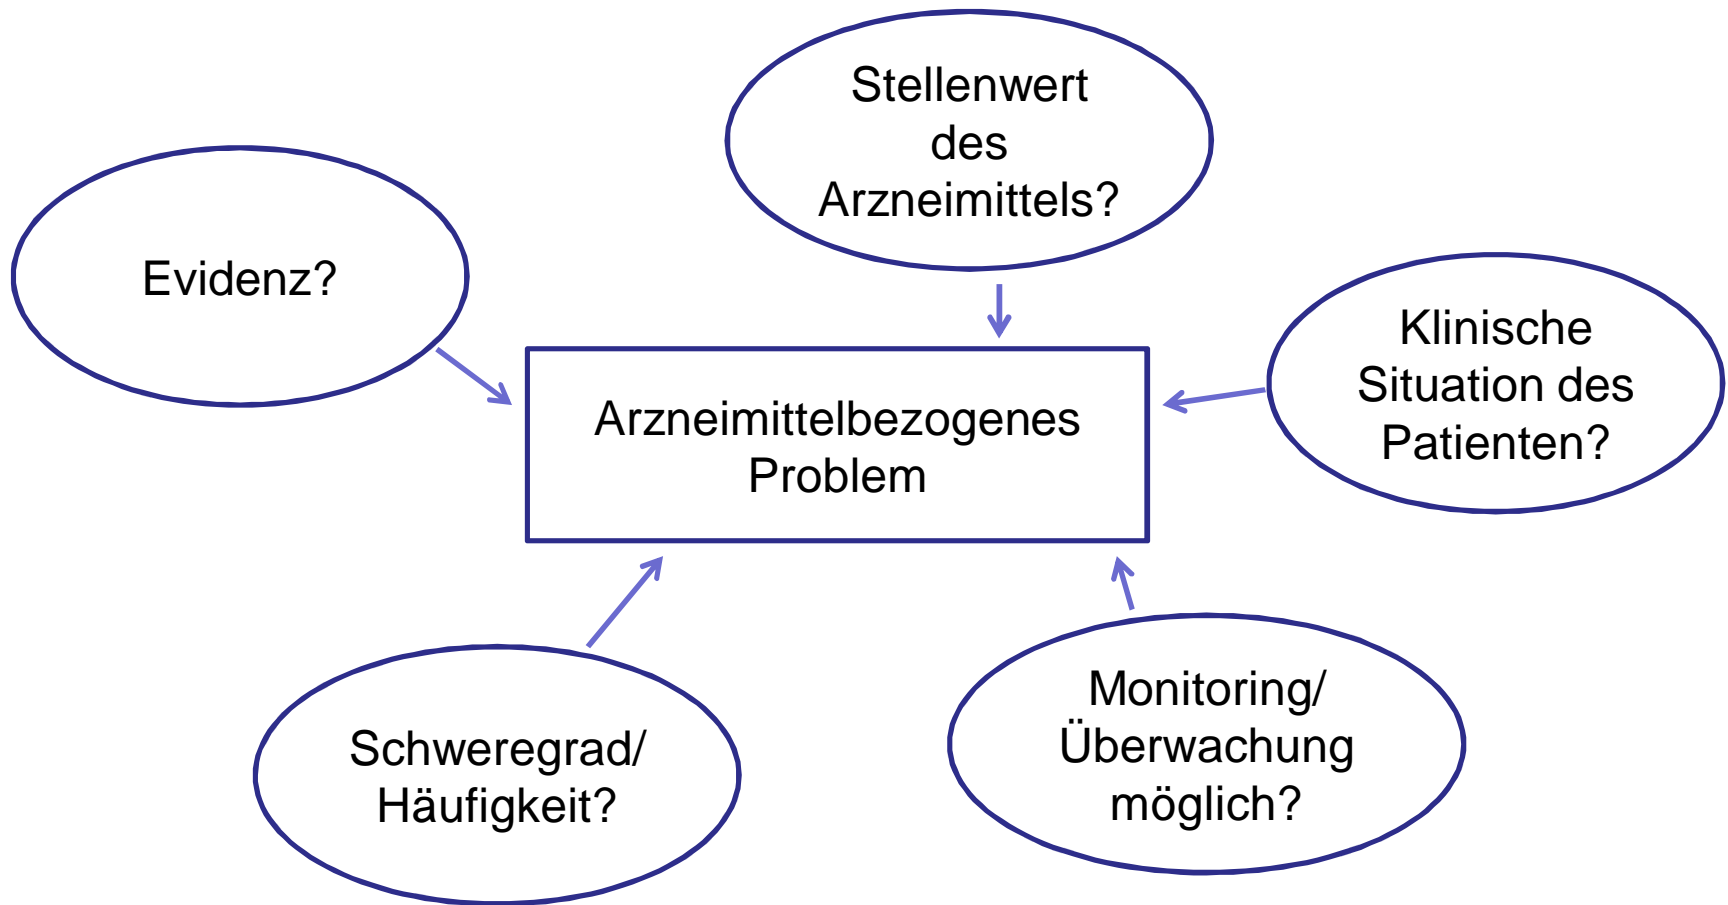 Stellenwert
des
Arzneimittels?
Evidenz?
Klinische
Situation des
Patienten?
Arzneimittelbezogenes
Problem
Schweregrad/
Häufigkeit?
Monitoring/
Überwachung
möglich?